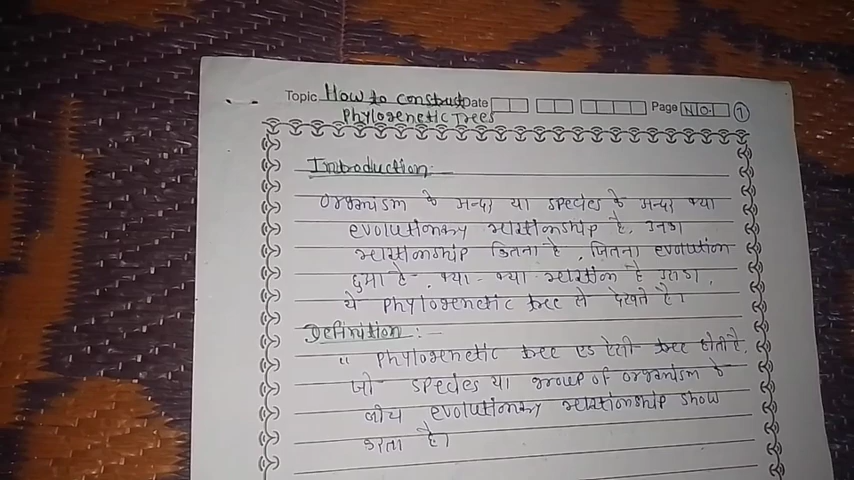 Topic How to construct Date Page No. 1
Phylogenetic Trees
Introduction:-
organism के अन्दर या species के अन्दर क्या
evolutionary relationship है, उनका
relationship कितना है, कितना evolution
हुआ है, क्या-क्या relation है उनका,
ये Phylogenetic tree से देखते है।
Definition:-
" Phylogenetic tree एक ऐसी tree होती है,
जो species या group of organism के
बीच evolutionary relationship show
करता है।